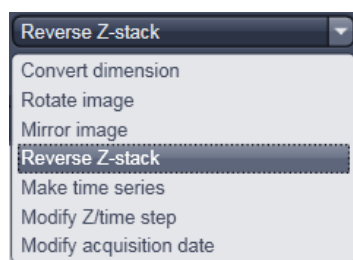 Reverse Z-stack
Convert dimension
Rotate image
Mirror image
Reverse Z-stack
Make time series
Modify Z/time step
Modify acquisition date